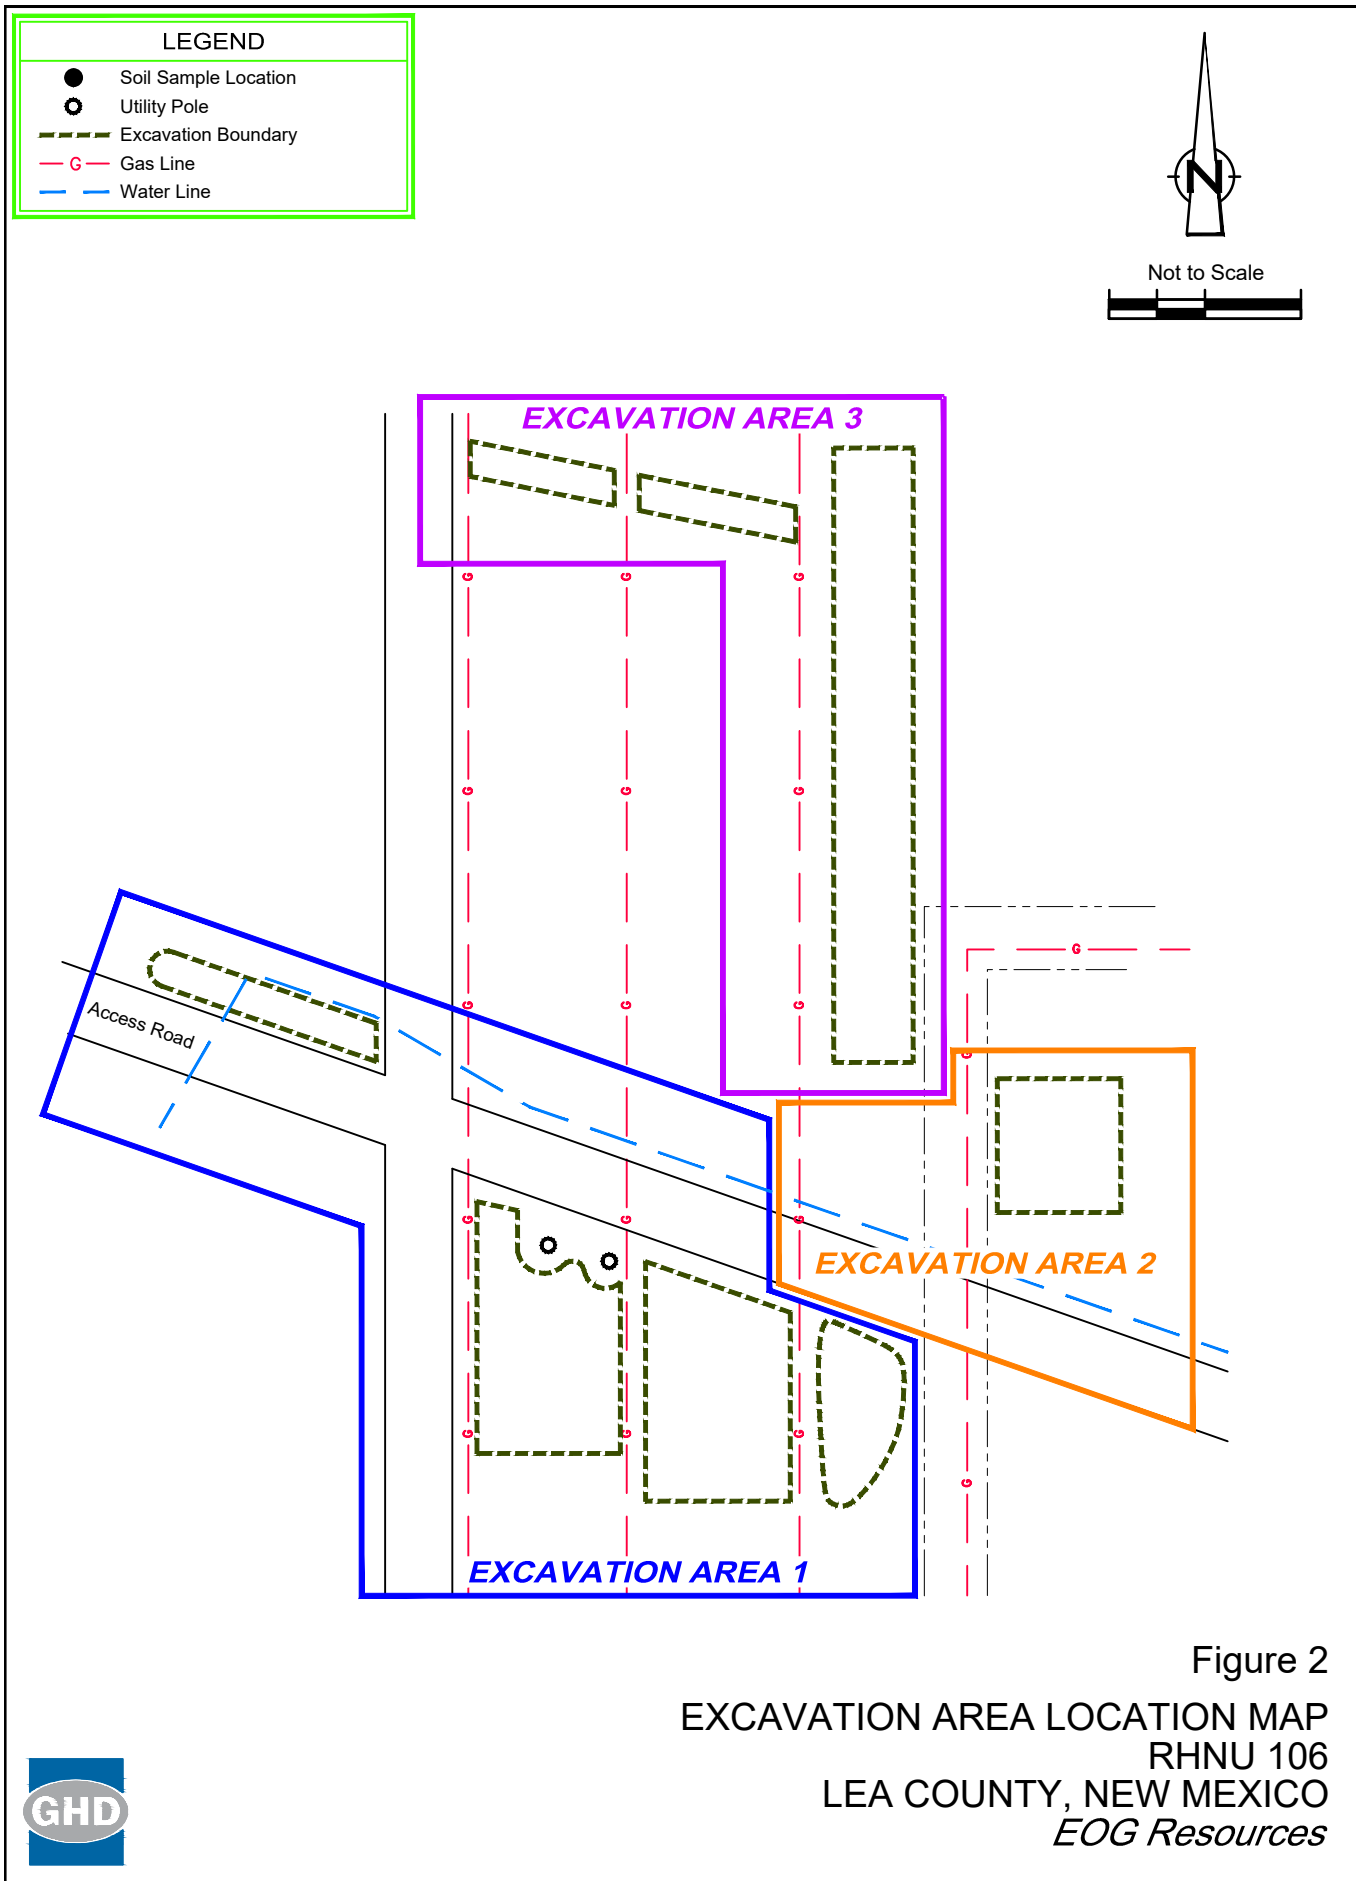 LEGEND
Soil Sample Location
Utility Pole
Excavation Boundary
G Gas Line
Water Line
N
Not to Scale
EXCAVATION AREA 3
G G G
G G G
G
G G G
Access Road
G
G G G
EXCAVATION AREA 2
G G G
G
EXCAVATION AREA 1
Figure 2
EXCAVATION AREA LOCATION MAP
RHNU 106
LEA COUNTY, NEW MEXICO
EOG Resources
GHD